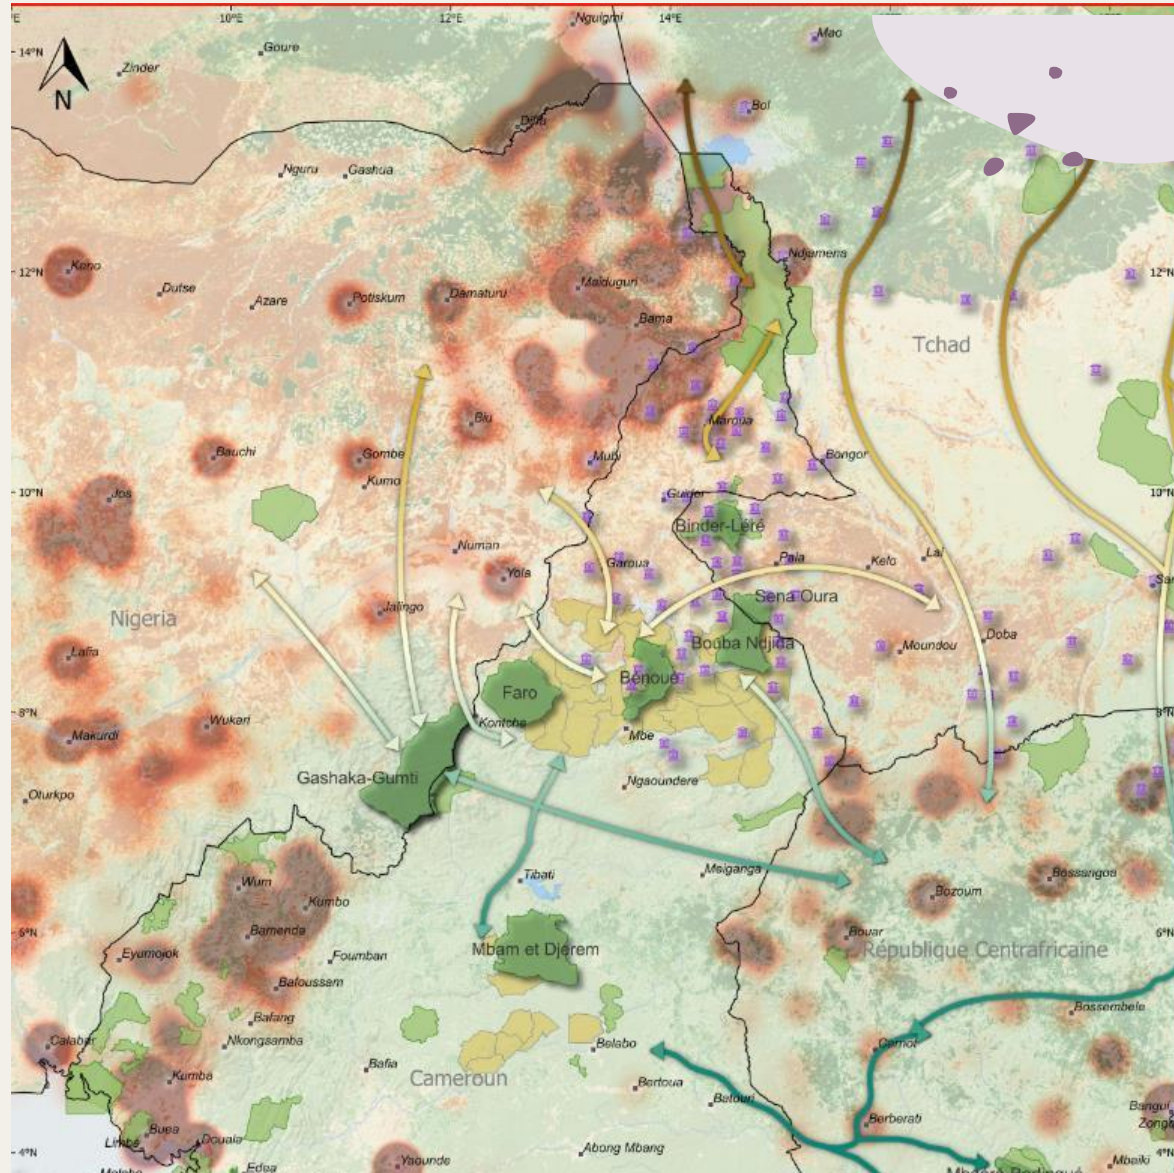 10°E
12°E
14°E
Nguigmi
Mao
14°N
Goure
Zinder
N
Bol
Diffa
Nguru
Gashua
Ndjamena
12°N
Kano
Dutse
Azare
Potiskum
Damaturu
Maiduguri
Bama
12°N
Tchad
Biu
Maroua
Bauchi
Gombe
Mubi
Bongor
Kumo
Guider
10°N
Jos
10°N
Binder-Léré
Numan
Garoua
Pala
Kelo
Lai
Yola
Sena Oura
Nigeria
Jalingo
Bouba Ndjida
Moundou
Doba
Lafia
Bénoué
Faro
8°N
Wukari
Kontcha
Mbe
8°N
Makurdi
Gashaka-Gumti
Ngaoundere
Oturkpo
Meiganga
Tibati
Bossangoa
Wum
Bozoum
Kumbo
6°N
Bamenda
Bouar
6°N
Eyumojok
Foumban
Mbam et Djerem
République Centrafricaine
Bafoussam
Bossembele
Bafang
Calabar
Nkongsamba
Belabo
Carnot
Bafia
Cameroun
Kumba
Bertoua
Batouri
Berberati
Bangui
Buea
Limbe
Douala
4°N
Abong Mbang
4°N
Yaounde
Mbaiki
Edea